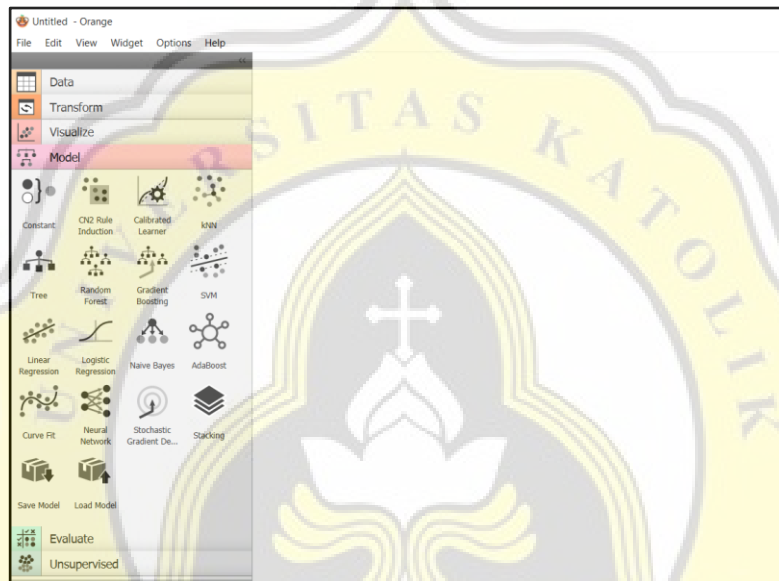 Untitled - Orange
File Edit View Widget Options Help
Data
Transform
Visualize
Model
Constant
CN2 Rule
Induction
Calibrated
Learner
kNN
Tree
Random
Forest
Gradient
Boosting
SVM
Linear
Regression
Logistic
Regression
Naive Bayes
AdaBoost
Curve Fit
Neural
Network
Stochastic
Gradient De...
Stacking
Save Model
Load Model
Evaluate
Unsupervised
UNIVERSITAS KATOLIK